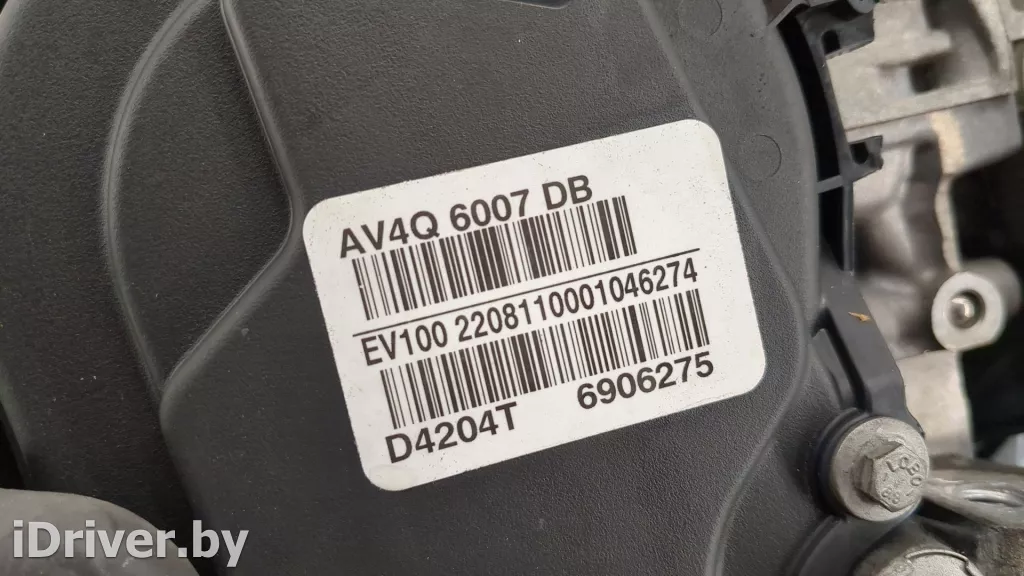 AV4Q 6007 DB
EV100 2208110001046274
D4204T 6906275
iDriver.by